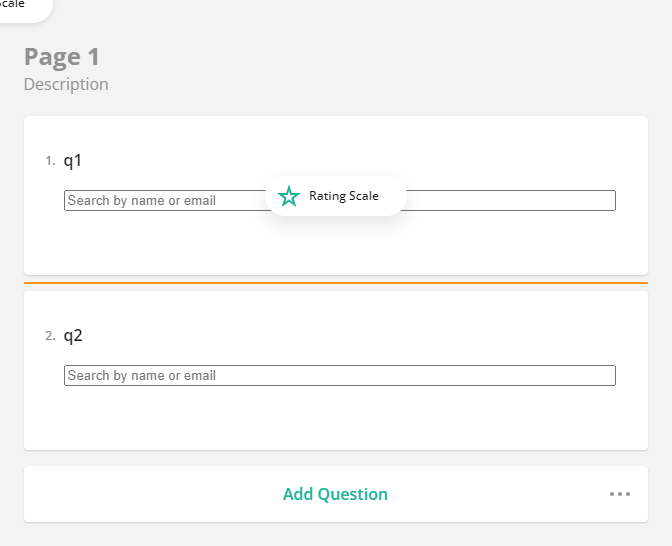 cale
Page 1
Description
1. q1
Search by name or email
Rating Scale
2. q2
Search by name or email
Add Question